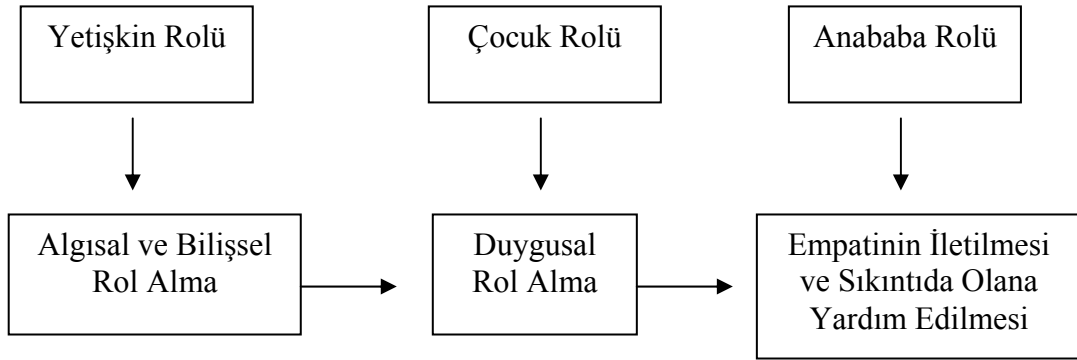 Yetişkin Rolü
Çocuk Rolü
Anababa Rolü
Algısal ve Bilişsel
Rol Alma
Duygusal
Rol Alma
Empatinin İletilmesi
ve Sıkıntıda Olana
Yardım Edilmesi